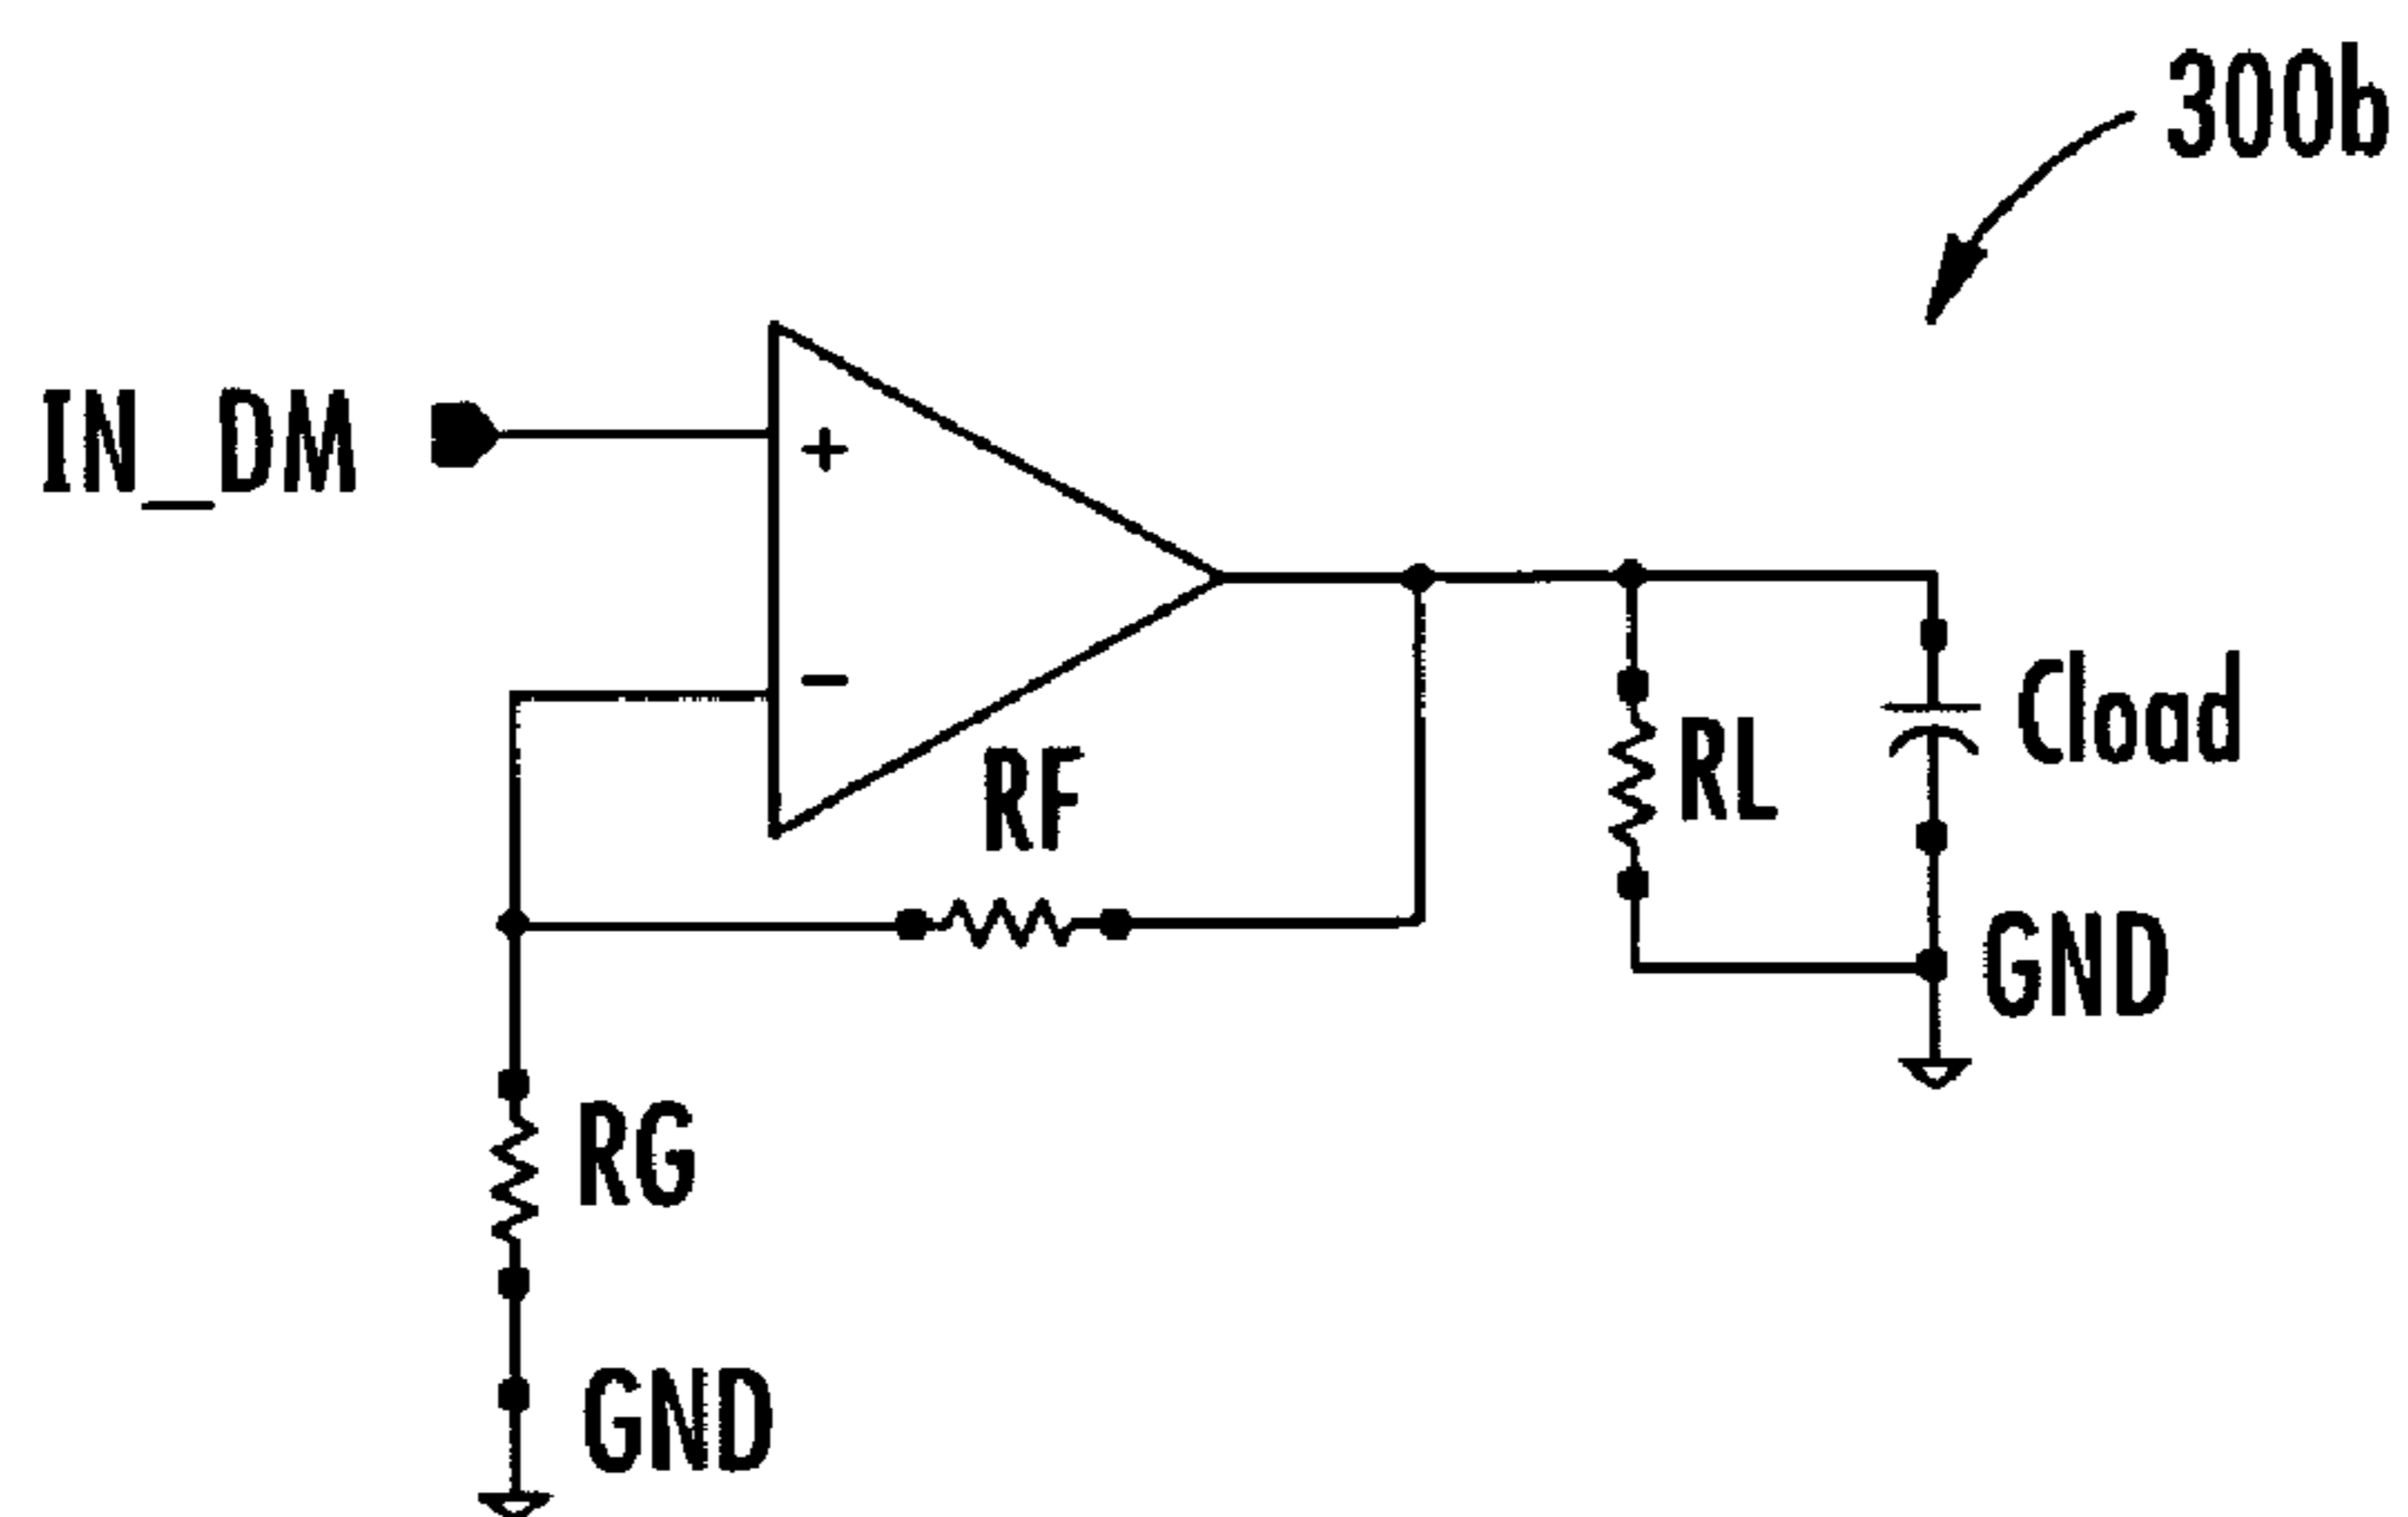 300b
IN_DM
+
−
RF
RL
Cload
GND
RG
GND